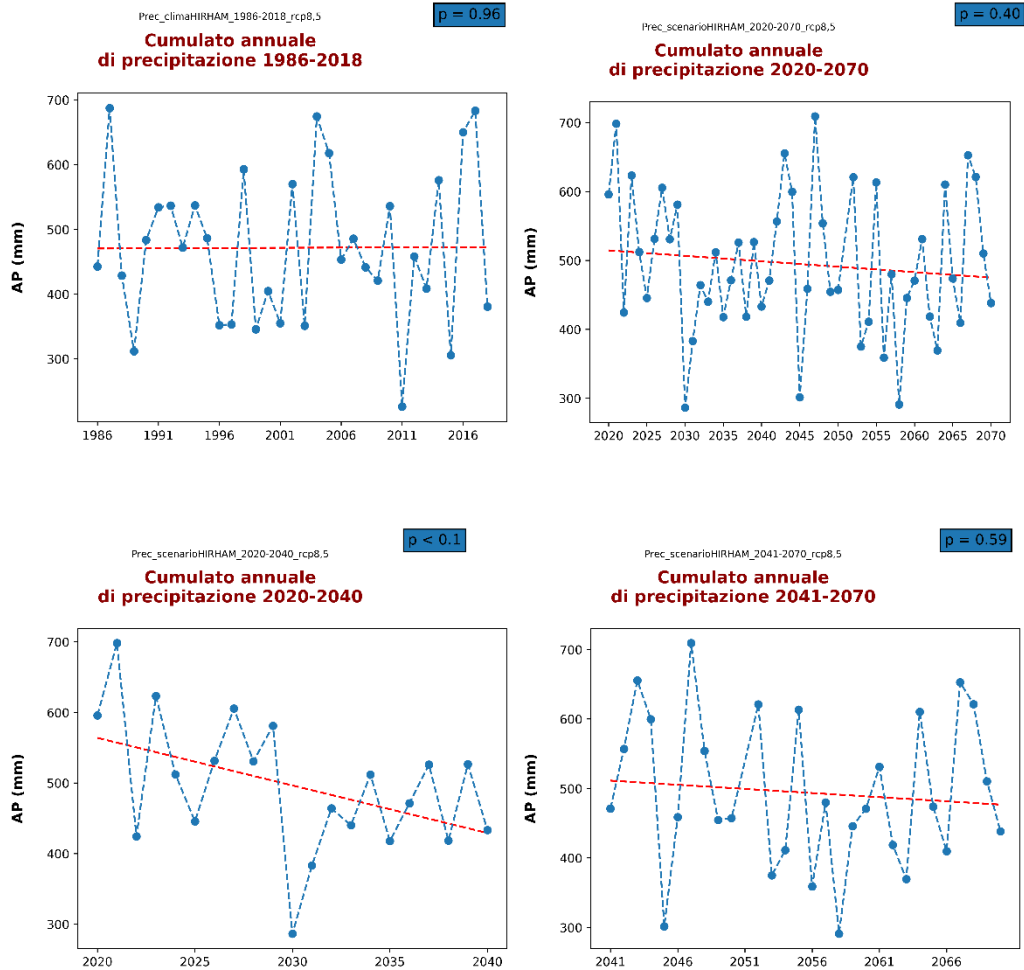 Prec_climaHIRHAM_1986-2018_rcp8,5
p = 0.96
Cumulato annuale
di precipitazione 1986-2018
AP (mm)
700
600
500
400
300
1986 1991 1996 2001 2006 2011 2016
Prec_scenarioHIRHAM_2020-2070_rcp8,5
p = 0.40
Cumulato annuale
di precipitazione 2020-2070
AP (mm)
700
600
500
400
300
2020 2025 2030 2035 2040 2045 2050 2055 2060 2065 2070
Prec_scenarioHIRHAM_2020-2040_rcp8,5
p < 0.1
Cumulato annuale
di precipitazione 2020-2040
AP (mm)
700
600
500
400
300
2020 2025 2030 2035 2040
Prec_scenarioHIRHAM_2041-2070_rcp8,5
p = 0.59
Cumulato annuale
di precipitazione 2041-2070
AP (mm)
700
600
500
400
300
2041 2046 2051 2056 2061 2066